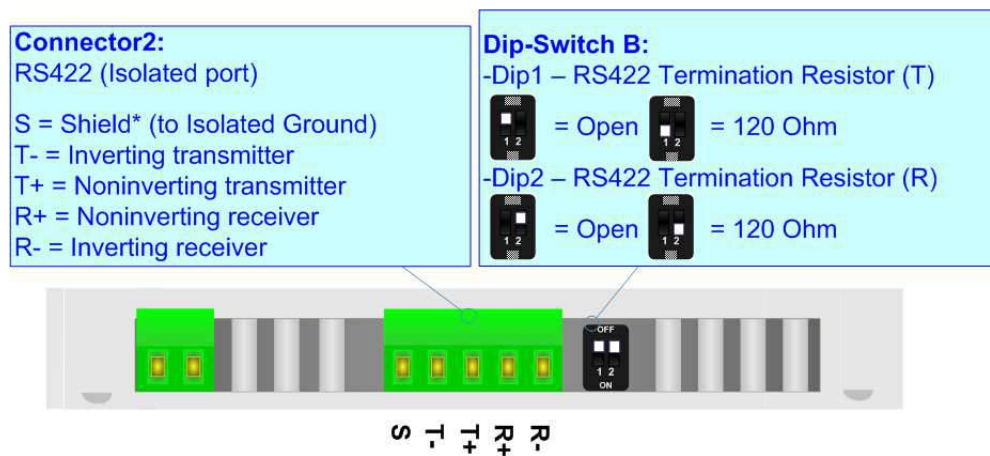 Connector2:
RS422 (Isolated port)
S = Shield* (to Isolated Ground)
T- = Inverting transmitter
T+ = Noninverting transmitter
R+ = Noninverting receiver
R- = Inverting receiver
Dip-Switch B:
-Dip1 – RS422 Termination Resistor (T)
1 2 = Open 1 2 = 120 Ohm
-Dip2 – RS422 Termination Resistor (R)
1 2 = Open 1 2 = 120 Ohm
OFF
1 2
ON
S T- T+ R+ R-